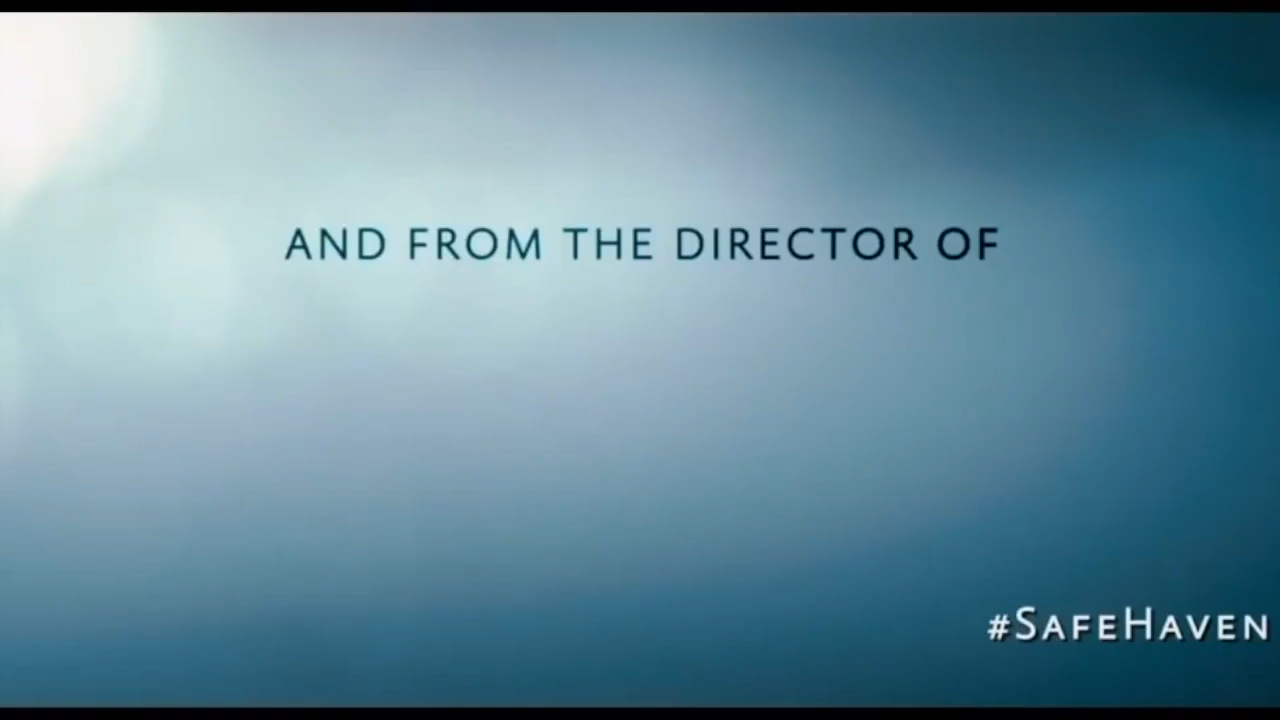 AND FROM THE DIRECTOR OF
#SAFEHAVEN